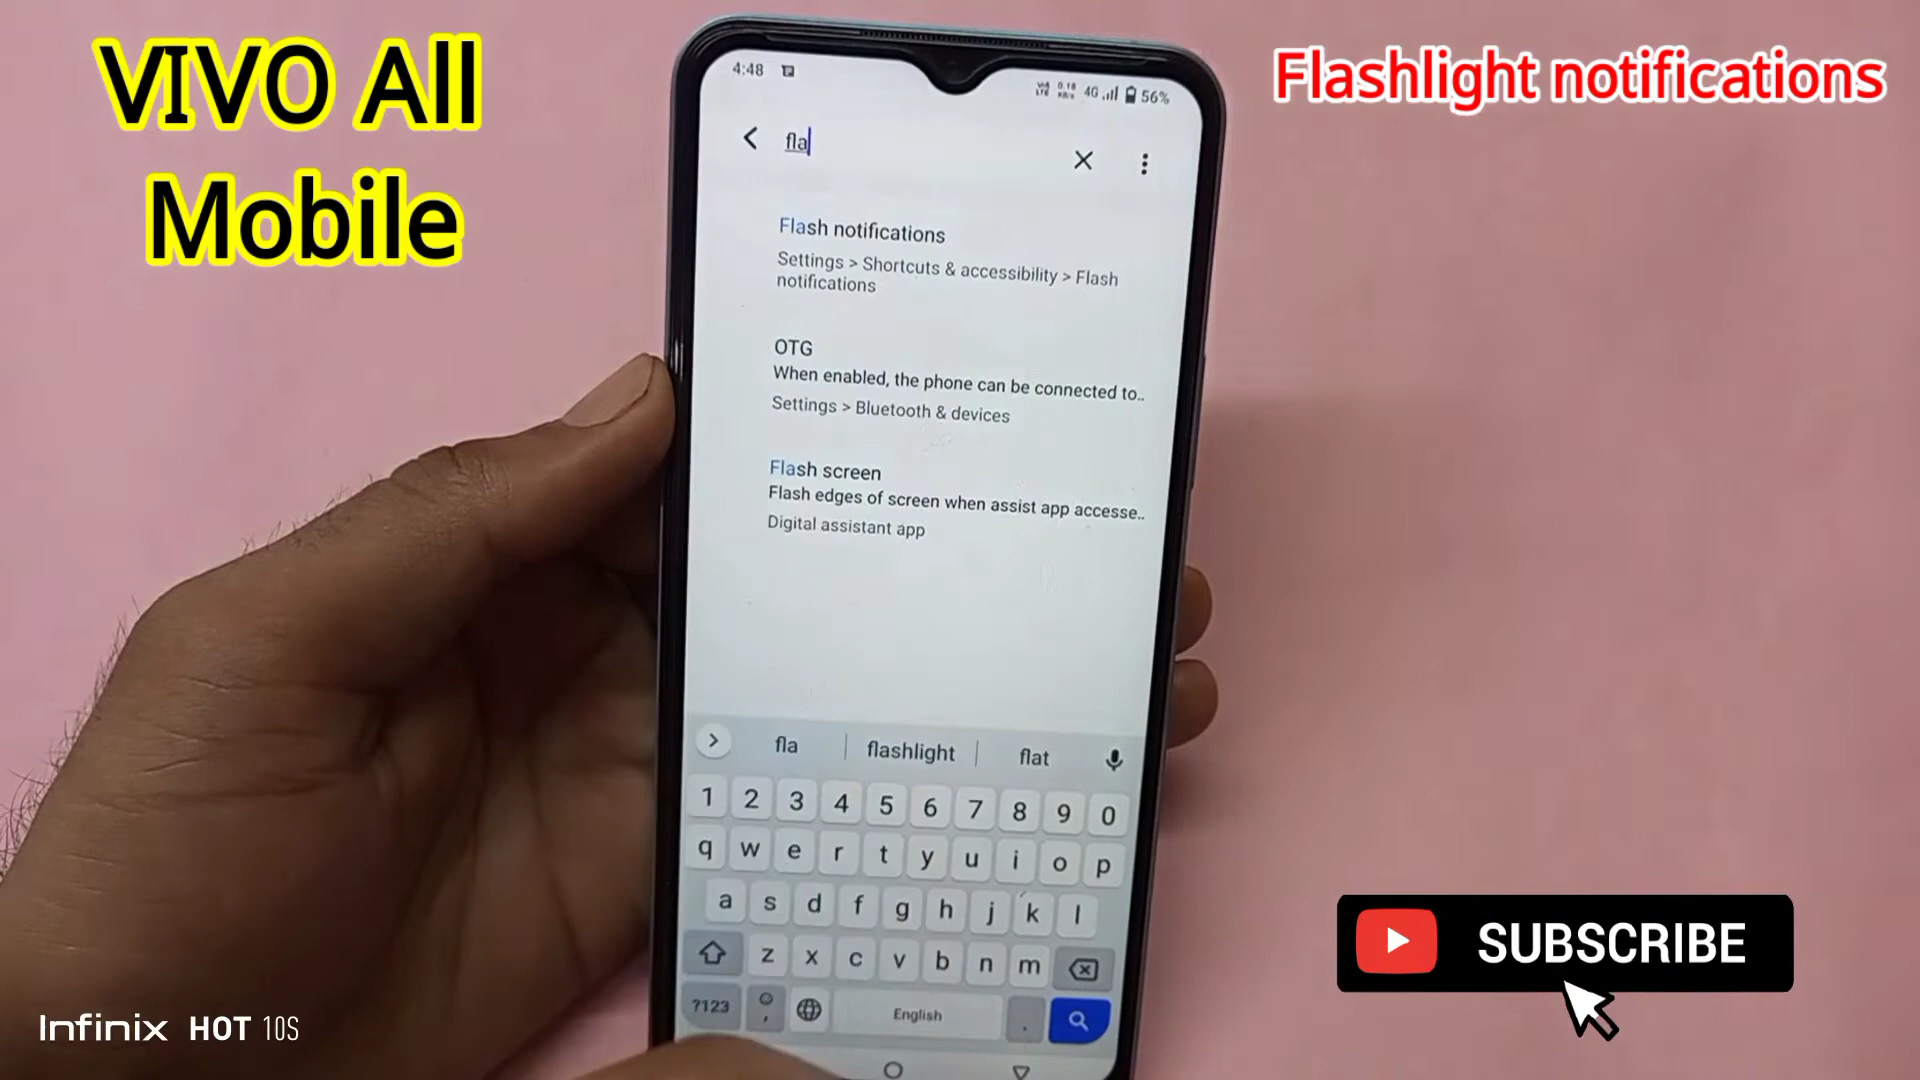 VIVO All
Mobile
Flashlight notifications
4:48
4G 56%
fla
Flash notifications
Settings > Shortcuts & accessibility > Flash
notifications
OTG
When enabled, the phone can be connected to..
Settings > Bluetooth & devices
Flash screen
Flash edges of screen when assist app accesse..
Digital assistant app
fla flashlight flat
1 2 3 4 5 6 7 8 9 0
q w e r t y u i o p
a s d f g h j k l
z x c v b n m
?123 , English .
SUBSCRIBE
Infinix HOT 10S